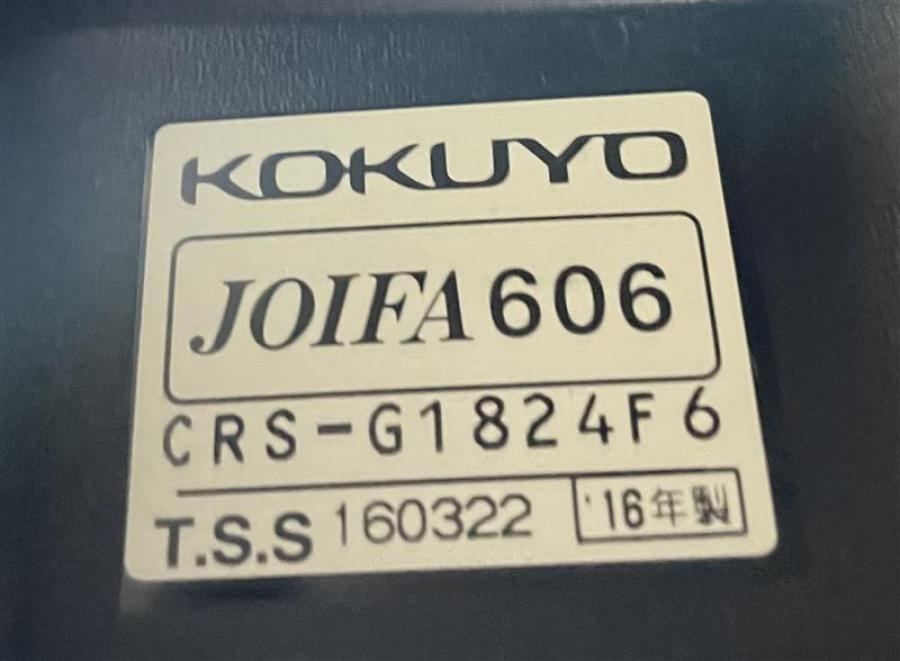 KOKUYO
JOIFA606
CRS-G1824F6
T.S.S 160322 '16年製